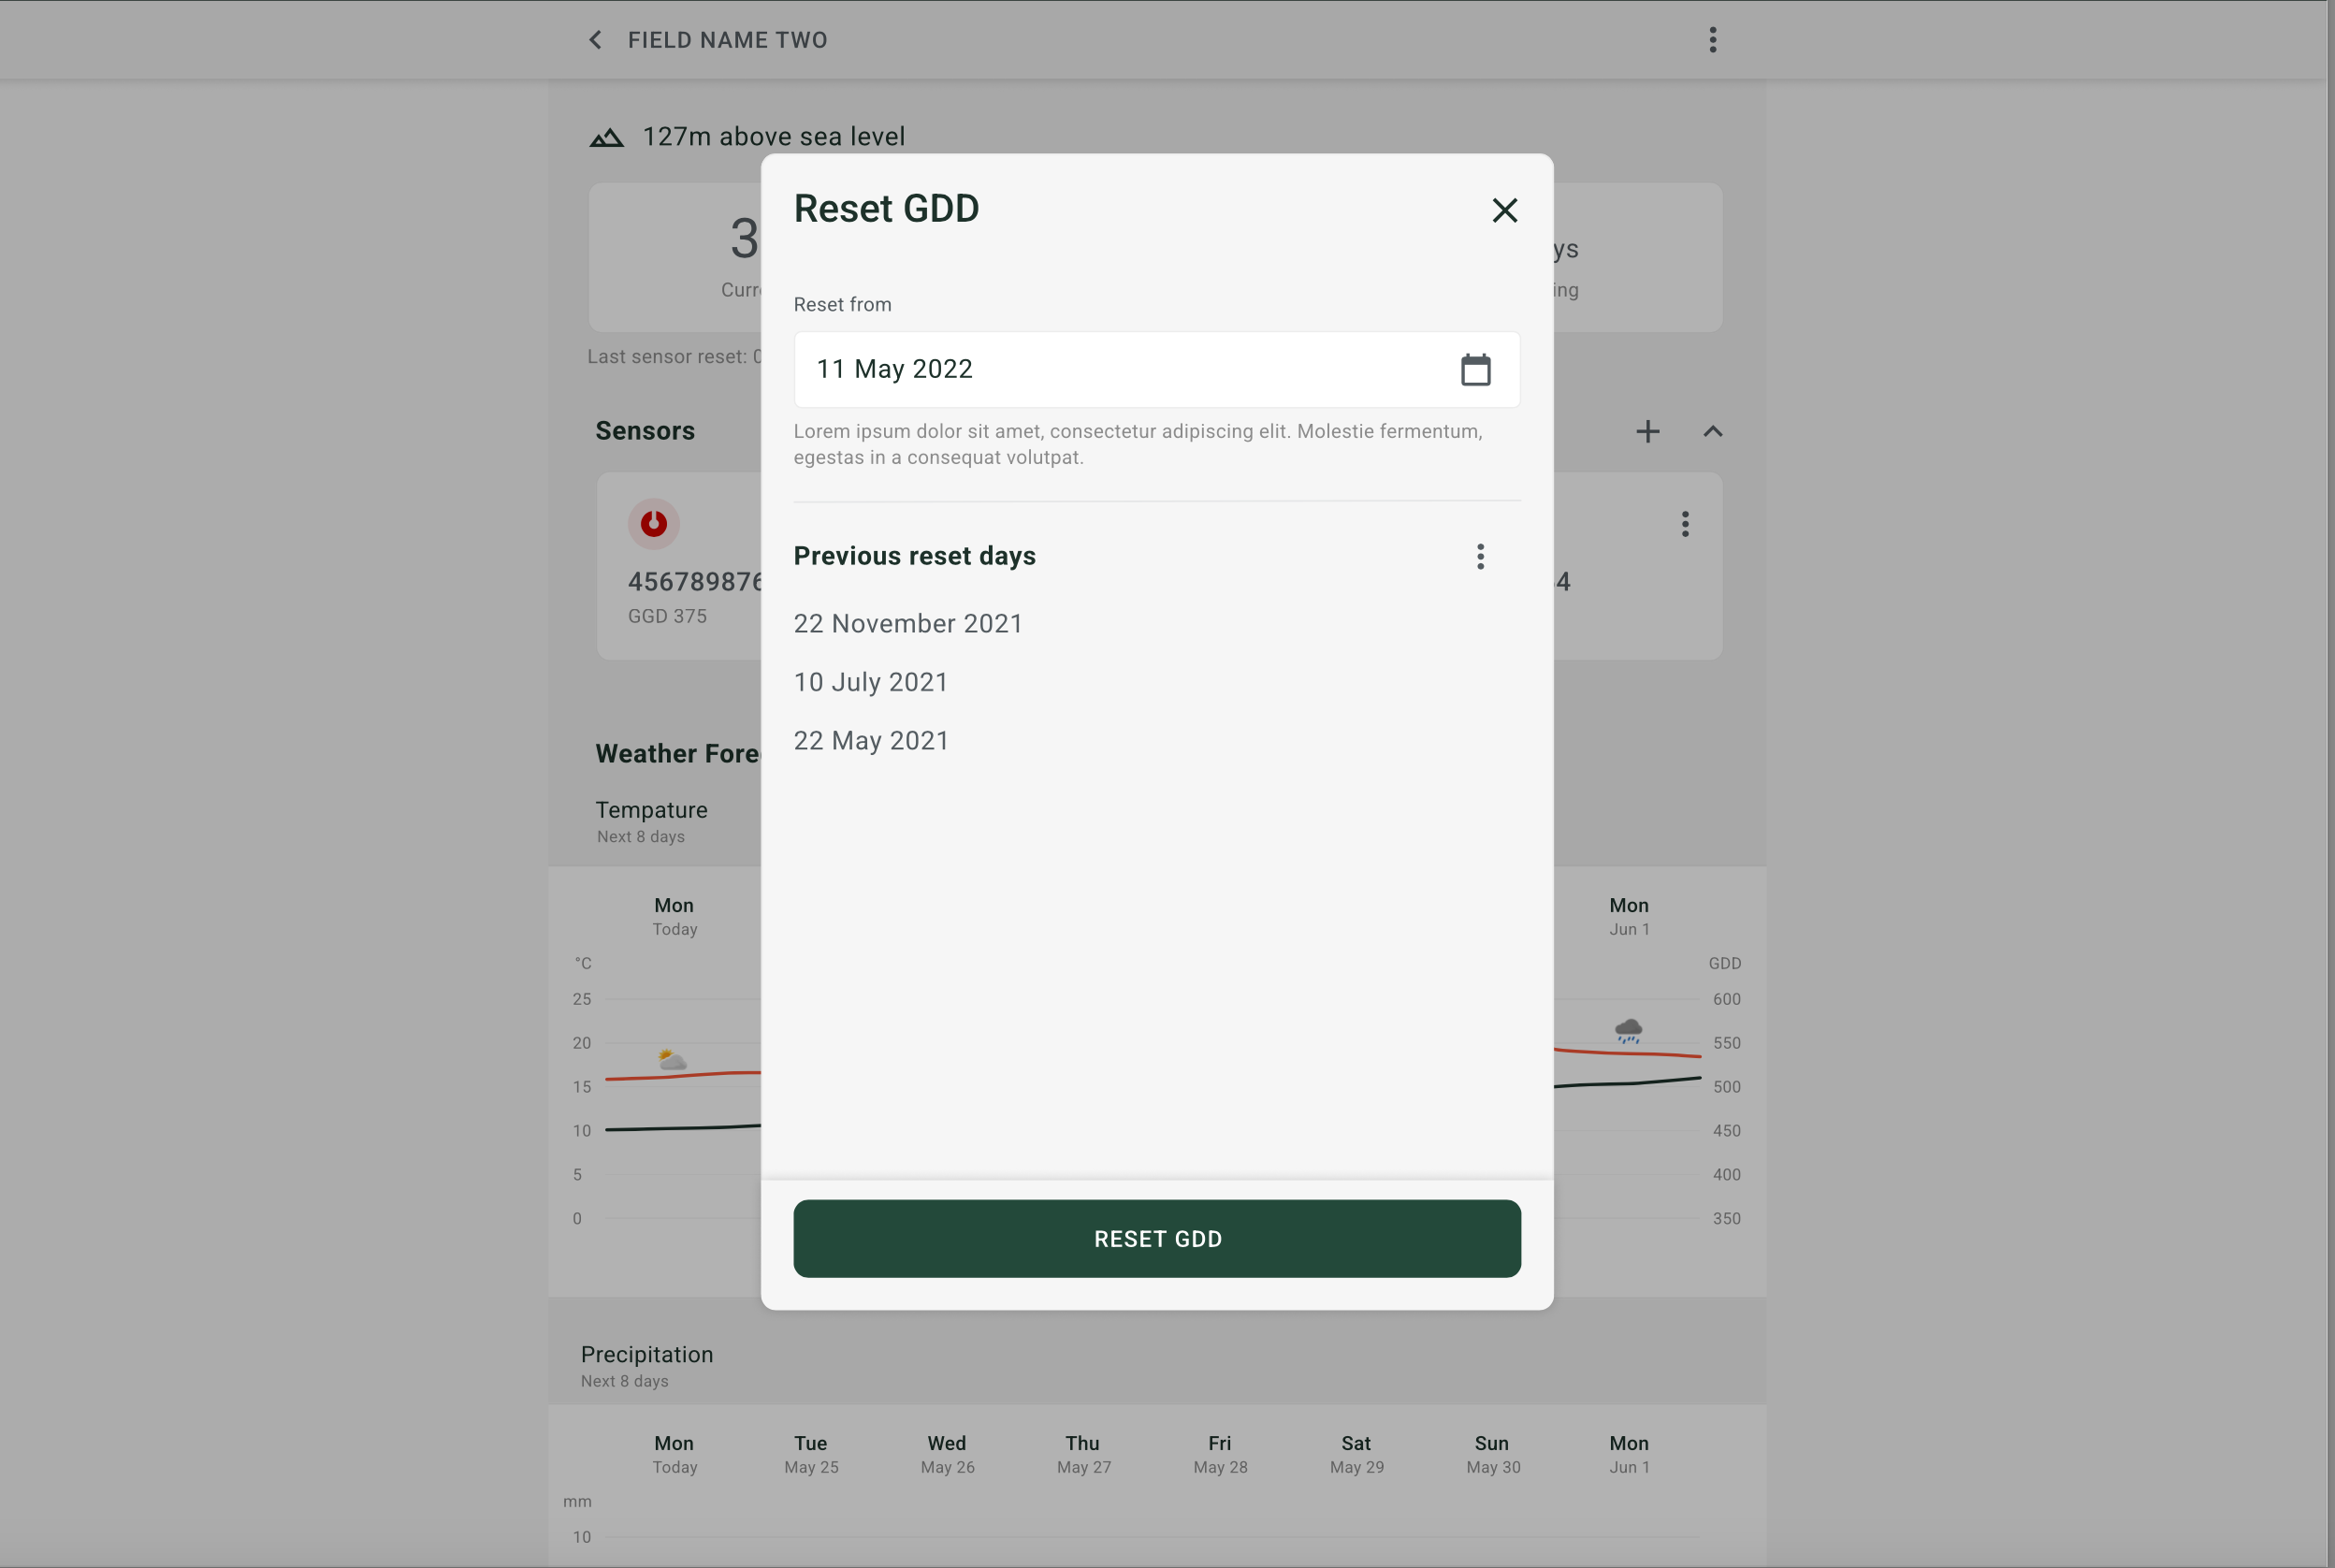 FIELD NAME TWO
127m above sea level
Reset GDD
Reset from
11 May 2022
Lorem ipsum dolor sit amet, consectetur adipiscing elit. Molestie fermentum,
egestas in a consequat volutpat.
Previous reset days
22 November 2021
10 July 2021
22 May 2021
RESET GDD
3
Last sensor reset:
Sensors
456789876
GGD 375
4
Weather
Tempature
Next 8 days
Mon
Today
Mon
Jun 1
°C
GDD
25
600
20
550
15
500
10
450
5
400
0
350
Precipitation
Next 8 days
Mon Tue Wed Thu Fri Sat Sun Mon
Today May 25 May 26 May 27 May 28 May 29 May 30 Jun 1
mm
10